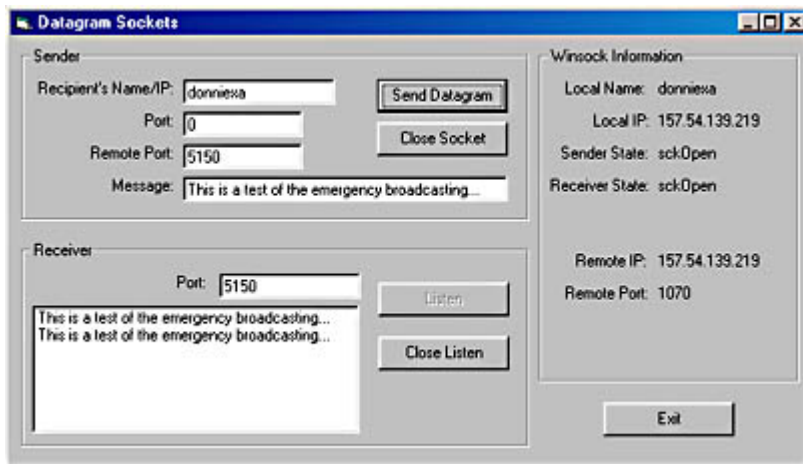 Datagram Sockets
Sender
Recipient's Name/IP: donniexa
Send Datagram
Port: 0
Close Socket
Remote Port: 5150
Message: This is a test of the emergency broadcasting...
Receiver
Port: 5150
Listen
This is a test of the emergency broadcasting...
This is a test of the emergency broadcasting...
Close Listen
Winsock Information
Local Name: donniexa
Local IP: 157.54.139.219
Sender State: sckOpen
Receiver State: sckOpen
Remote IP: 157.54.139.219
Remote Port: 1070
Exit